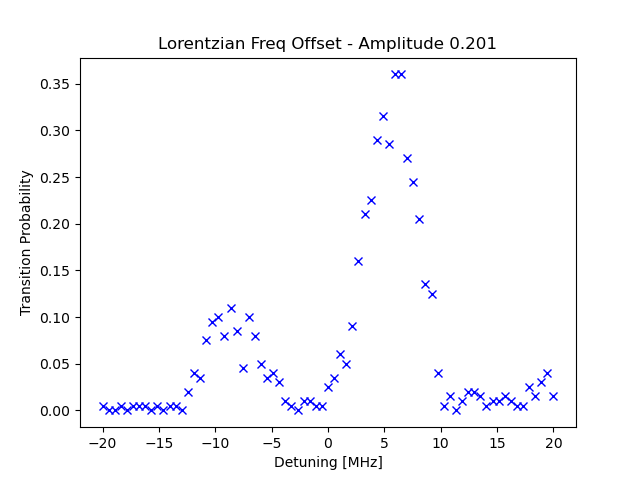 Lorentzian Freq Offset - Amplitude 0.201
Transition Probability
0.35
0.30
0.25
0.20
0.15
0.10
0.05
0.00
−20 −15 −10 −5 0 5 10 15 20
Detuning [MHz]